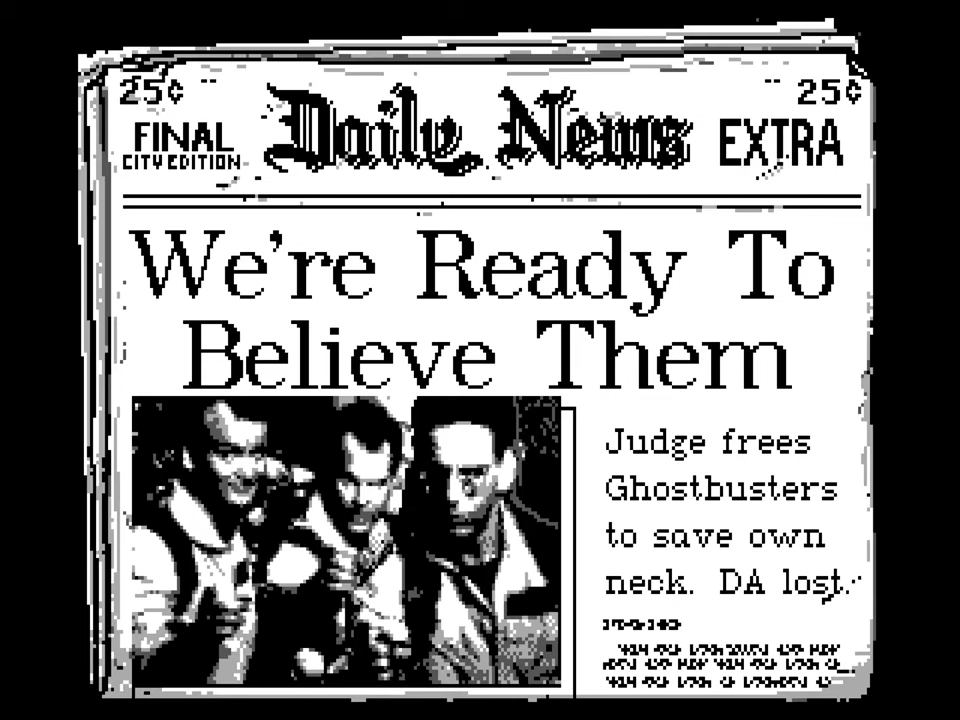 25¢ 25¢
FINAL
CITY EDITION
Daily News
EXTRA
We're Ready To
Believe Them
Judge frees
Ghostbusters
to save own
neck. DA lost.